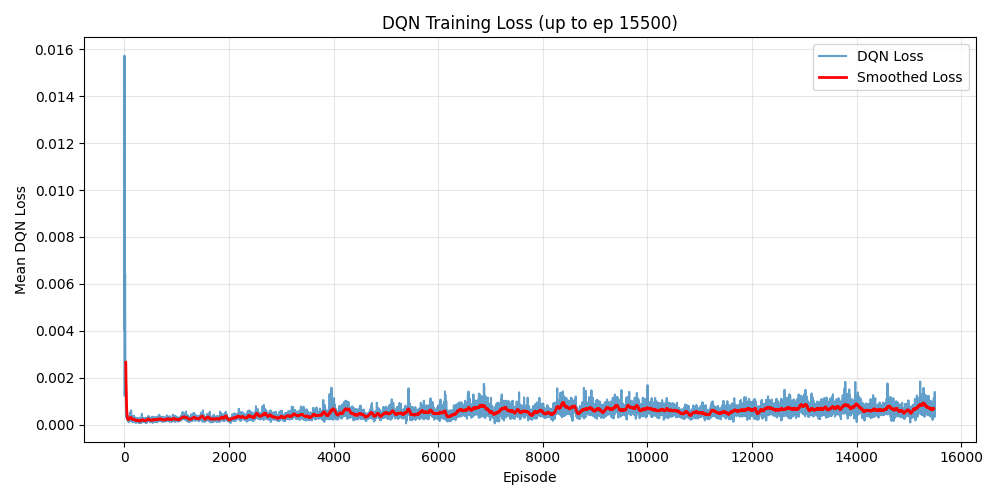 DQN Training Loss (up to ep 15500)
DQN Loss
Smoothed Loss
Mean DQN Loss
0.016
0.014
0.012
0.010
0.008
0.006
0.004
0.002
0.000
0 2000 4000 6000 8000 10000 12000 14000 16000
Episode